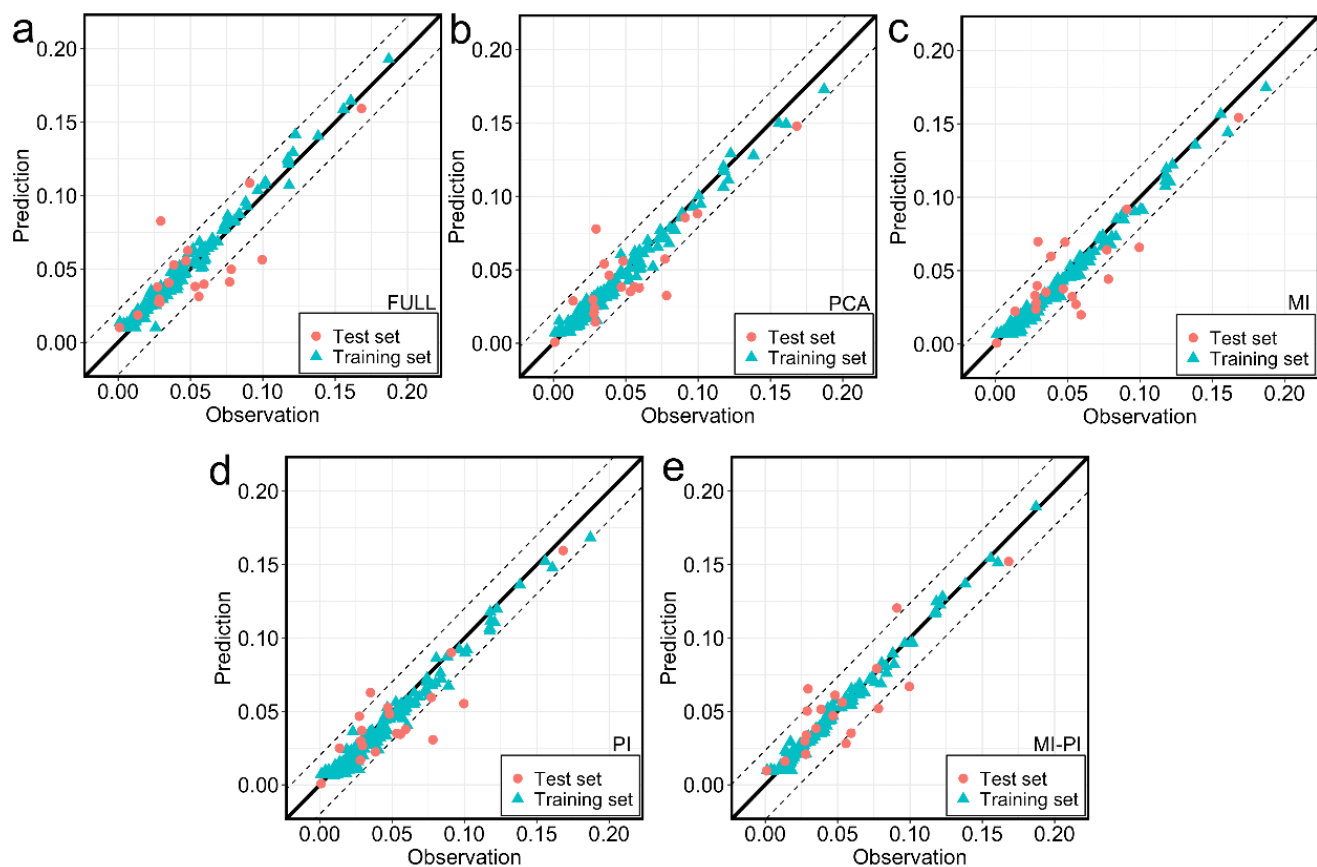 a
0.20
0.15
0.10
0.05
0.00
Prediction
FULL
Test set
Training set
0.00 0.05 0.10 0.15 0.20
Observation
b
0.20
0.15
0.10
0.05
0.00
Prediction
PCA
Test set
Training set
0.00 0.05 0.10 0.15 0.20
Observation
c
0.20
0.15
0.10
0.05
0.00
Prediction
MI
Test set
Training set
0.00 0.05 0.10 0.15 0.20
Observation
d
0.20
0.15
0.10
0.05
0.00
Prediction
PI
Test set
Training set
0.00 0.05 0.10 0.15 0.20
Observation
e
0.20
0.15
0.10
0.05
0.00
Prediction
MI-PI
Test set
Training set
0.00 0.05 0.10 0.15 0.20
Observation